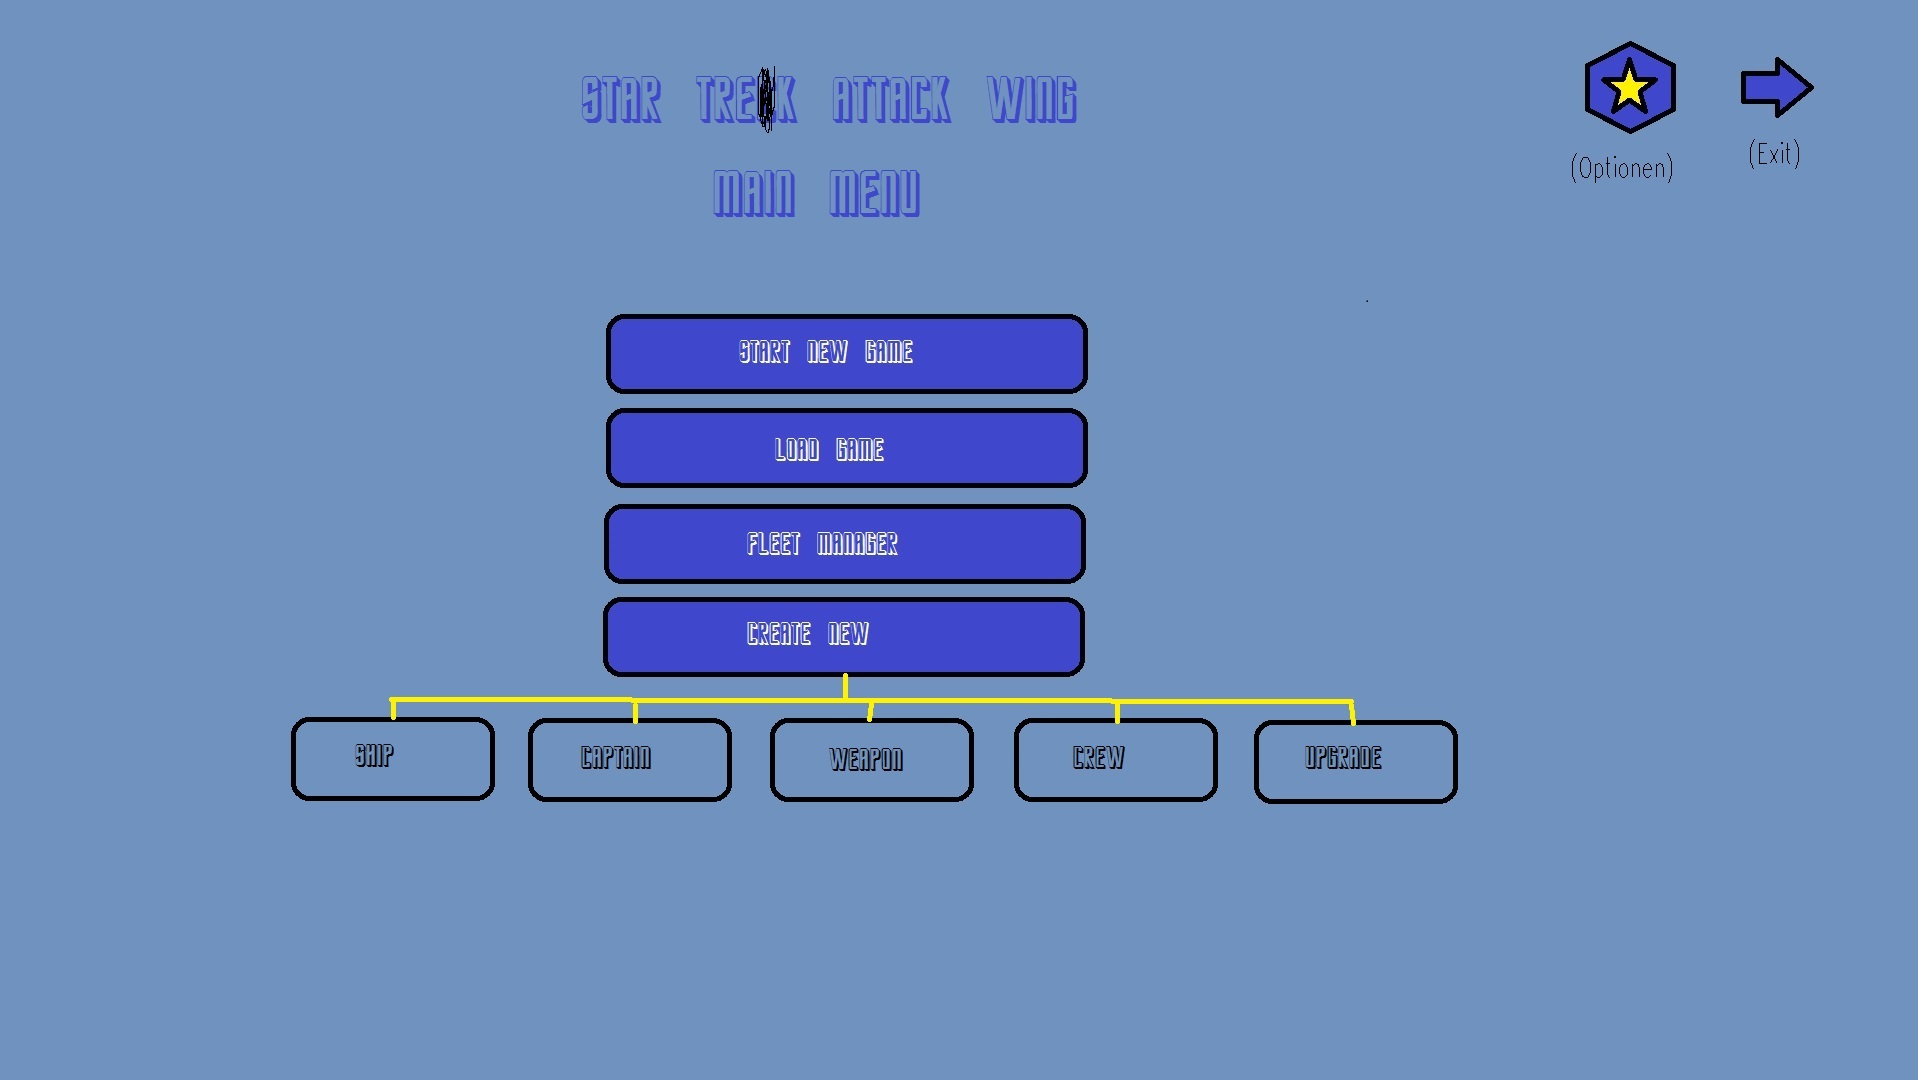 STAR TREK ATTACK WING
MAIN MENU
(Optionen)
(Exit)
START NEW GAME
LOAD GAME
FLEET MANAGER
CREATE NEW
SHIP
CAPTAIN
WEAPON
CREW
UPGRADE